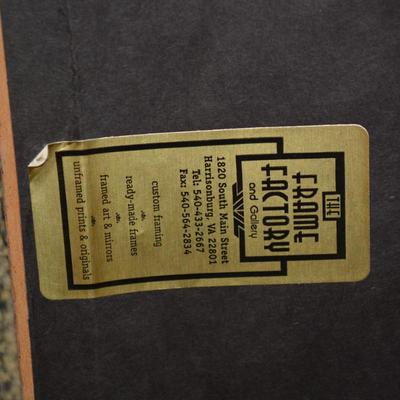 THE
FRAME
FACTORY
and Gallery
1820 South Main Street
Harrisonburg, VA 22801
Tel: 540-433-2667
Fax: 540-564-2834
custom framing
ready-made frames
framed art & mirrors
unframed prints & originals